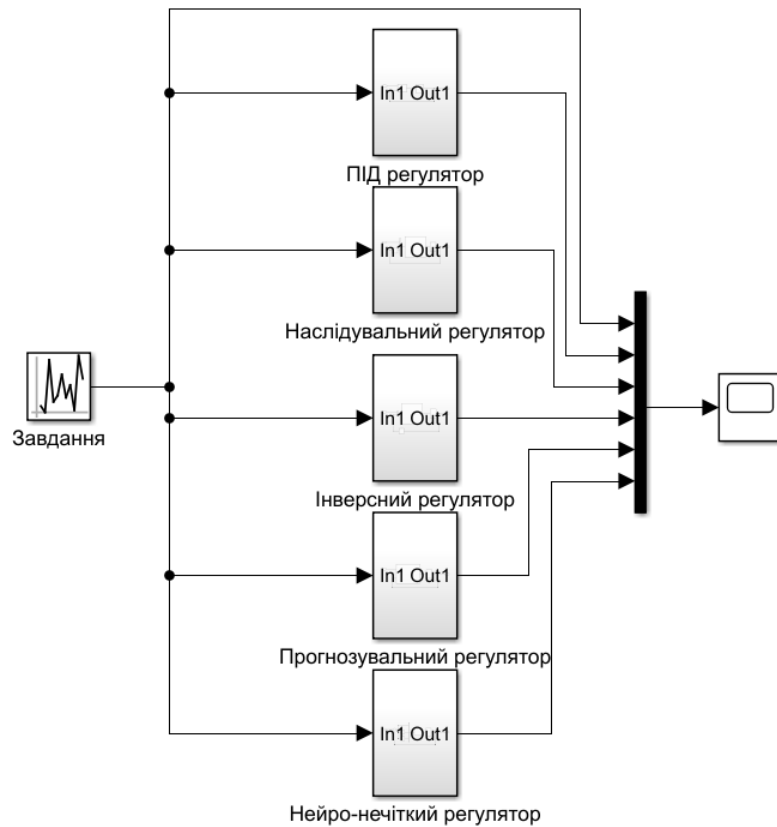 In1 Out1
ПІД регулятор
In1 Out1
Наслідувальний регулятор
Завдання
In1 Out1
Інверсний регулятор
In1 Out1
Прогнозувальний регулятор
In1 Out1
Нейро-нечіткий регулятор